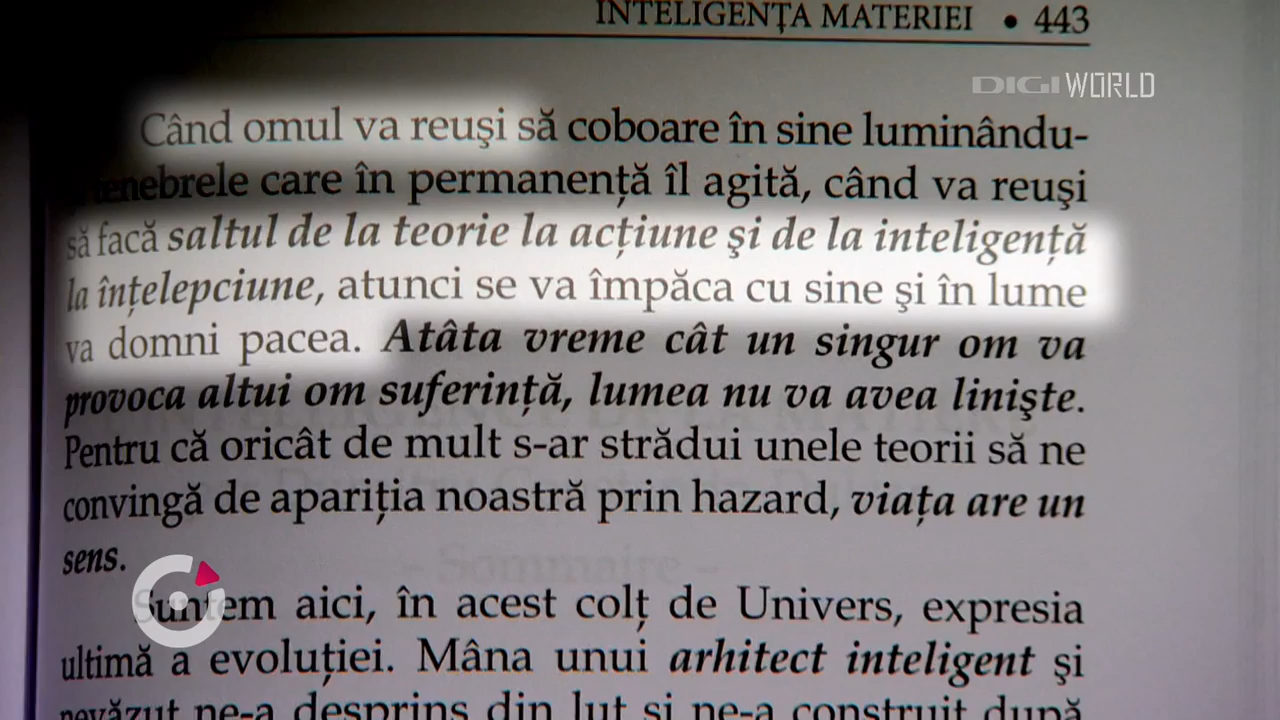 INTELIGENȚA MATERIEI • 443
DIGI WORLD
Când omul va reuși să coboare în sine luminându-
tenebrele care în permanență îl agită, când va reuși
să facă saltul de la teorie la acțiune și de la inteligență
la înțelepciune, atunci se va împăca cu sine și în lume
va domni pacea. Atâta vreme cât un singur om va
provoca altui om suferință, lumea nu va avea liniște.
Pentru că oricât de mult s-ar strădui unele teorii să ne
convingă de apariția noastră prin hazard, viața are un
sens.
Suntem aici, în acest colț de Univers, expresia
ultimă a evoluției. Mâna unui arhitect inteligent și
nevăzut ne-a desprins din lut și ne-a construit după